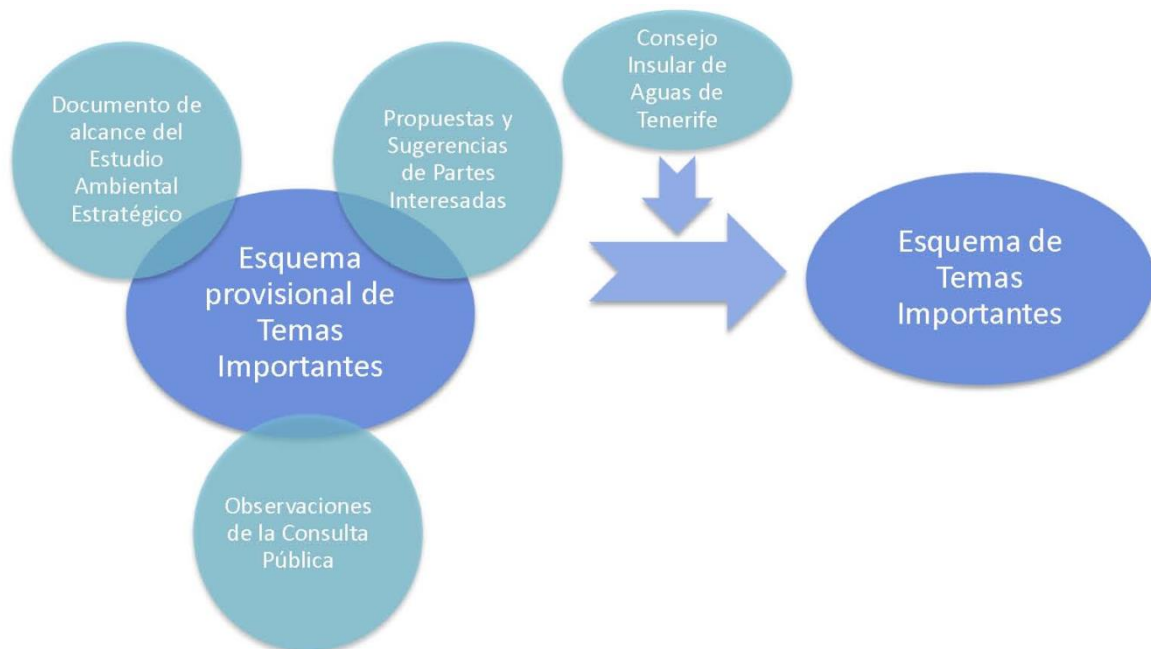 Documento de
alcance del
Estudio
Ambiental
Estratégico
Propuestas y
Sugerencias
de Partes
Interesadas
Esquema
provisional de
Temas
Importantes
Observaciones
de la Consulta
Pública
Consejo
Insular de
Aguas de
Tenerife
Esquema de
Temas
Importantes